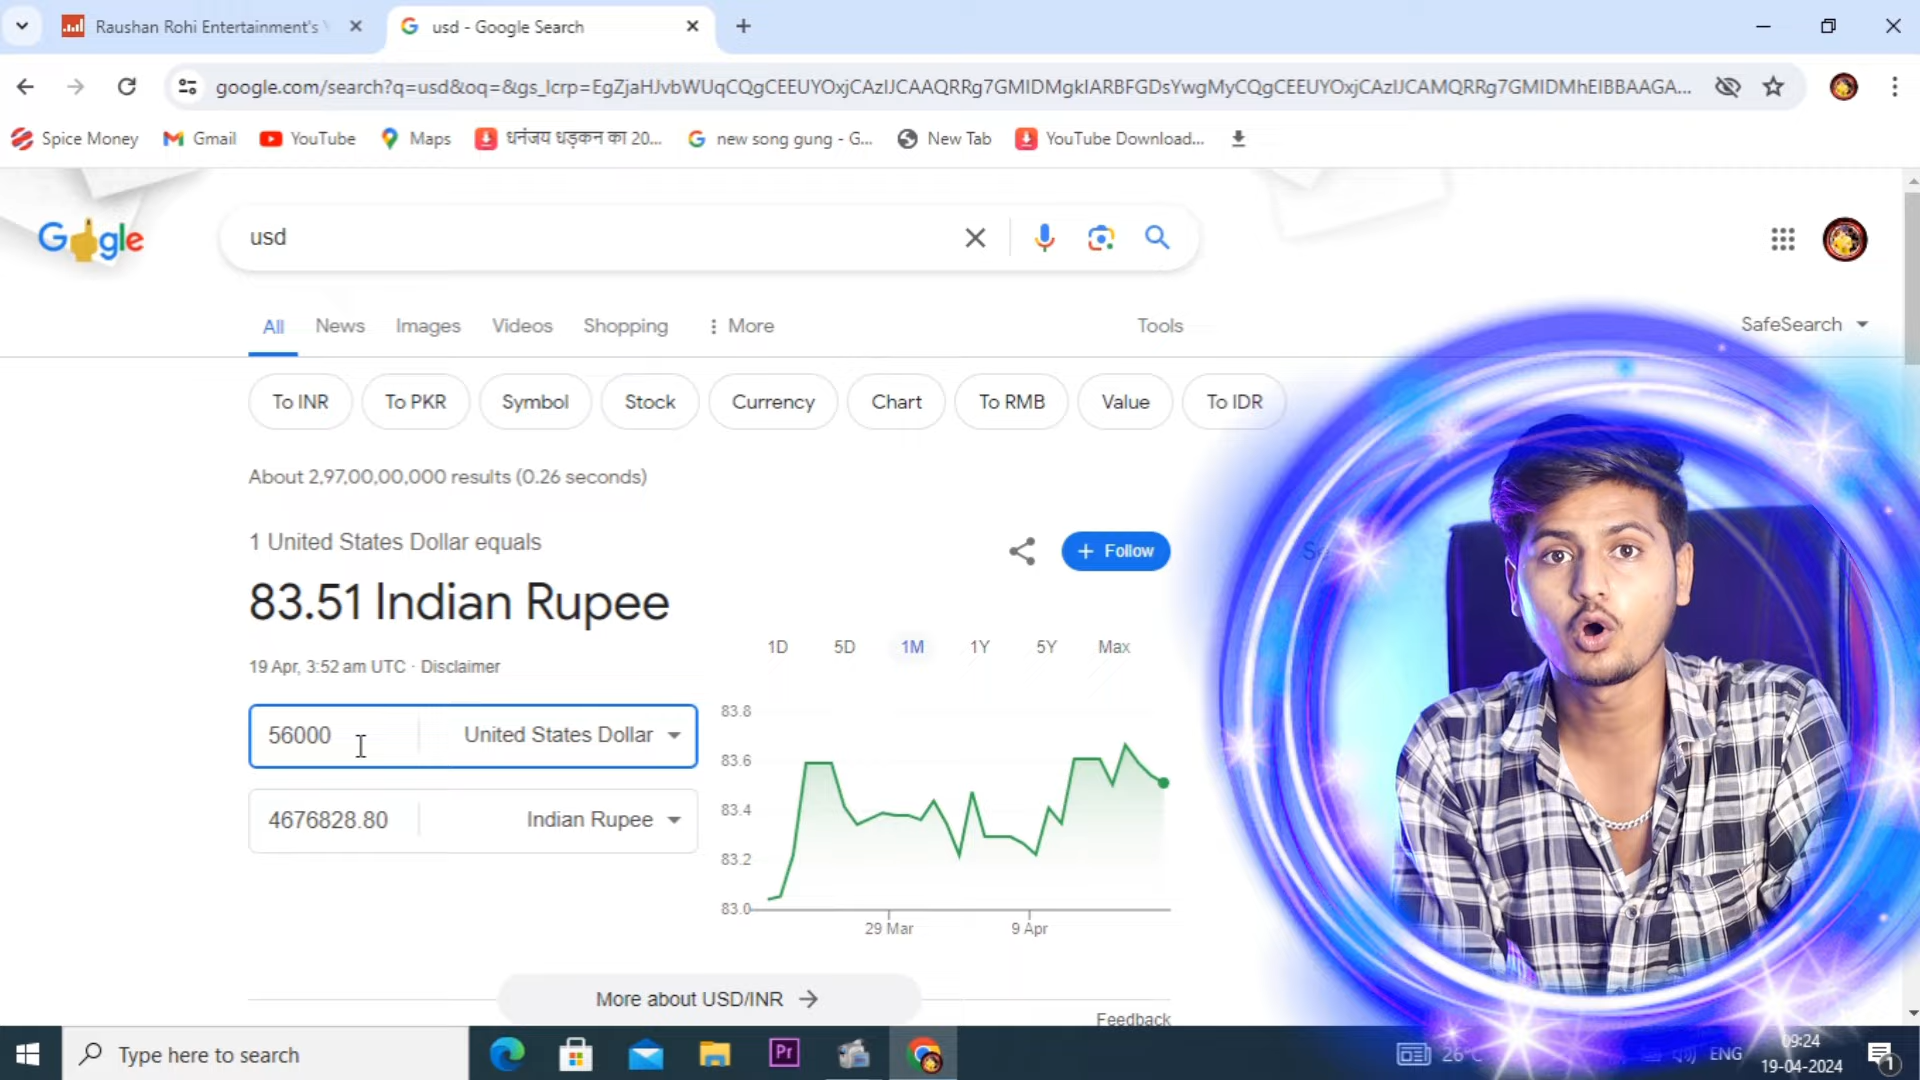 Raushan Rohi Entertainment's
usd - Google Search
google.com/search?q=usd&oq=&gs_lcrp=EgZjaHJvbWUqCQgCEEUYOxjCAzIJCAAQRRg7GMIDMgkIARBFGDsYwgMyCQgCEEUYOxjCAzIJCAMQRRg7GMIDMhEIBBAAGA...
Spice Money Gmail YouTube Maps धनंजय धड़कन का 20... new song gung - G... New Tab YouTube Download...
Google
usd
All News Images Videos Shopping More Tools SafeSearch
To INR To PKR Symbol Stock Currency Chart To RMB Value To IDR
About 2,97,00,00,000 results (0.26 seconds)
1 United States Dollar equals
Follow
83.51 Indian Rupee
19 Apr, 3:52 am UTC · Disclaimer
1D 5D 1M 1Y 5Y Max
56000 United States Dollar
4676828.80 Indian Rupee
83.8
83.6
83.4
83.2
83.0
29 Mar 9 Apr
More about USD/INR
Feedback
Type here to search
Pr
26°C
ENG
09:24
19-04-2024
1